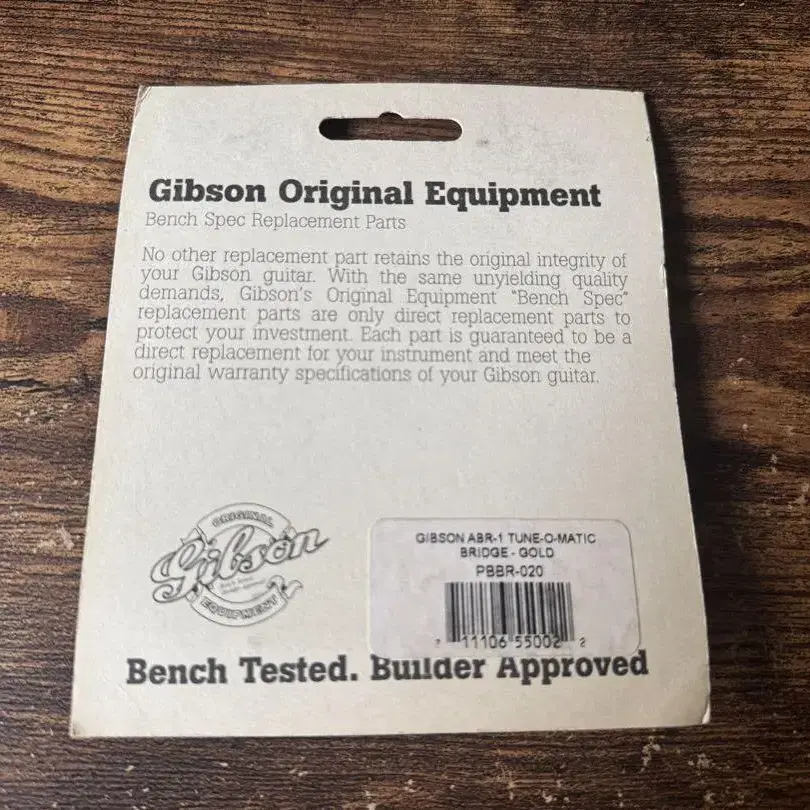 Gibson Original Equipment
Bench Spec Replacement Parts
No other replacement part retains the original integrity of
your Gibson guitar. With the same unyielding quality
demands, Gibson's Original Equipment "Bench Spec"
replacement parts are only direct replacement parts to
protect your investment. Each part is guaranteed to be a
direct replacement for your instrument and meet the
original warranty specifications of your Gibson guitar.
ORIGINAL
Gibson
EQUIPMENT
GIBSON ABR-1 TUNE-O-MATIC
BRIDGE - GOLD
PBBR-020
7 11106 55002 2
Bench Tested. Builder Approved